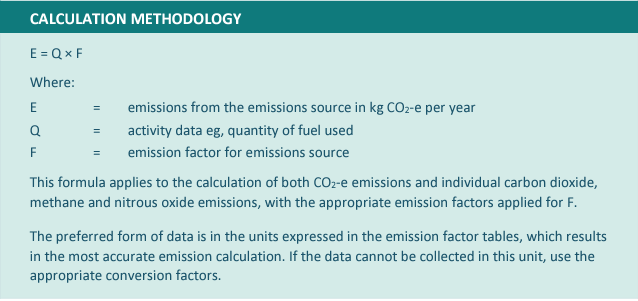 CALCULATION METHODOLOGY
E = Q × F
Where:
E = emissions from the emissions source in kg CO₂-e per year
Q = activity data eg, quantity of fuel used
F = emission factor for emissions source
This formula applies to the calculation of both CO₂-e emissions and individual carbon dioxide,
methane and nitrous oxide emissions, with the appropriate emission factors applied for F.
The preferred form of data is in the units expressed in the emission factor tables, which results
in the most accurate emission calculation. If the data cannot be collected in this unit, use the
appropriate conversion factors.